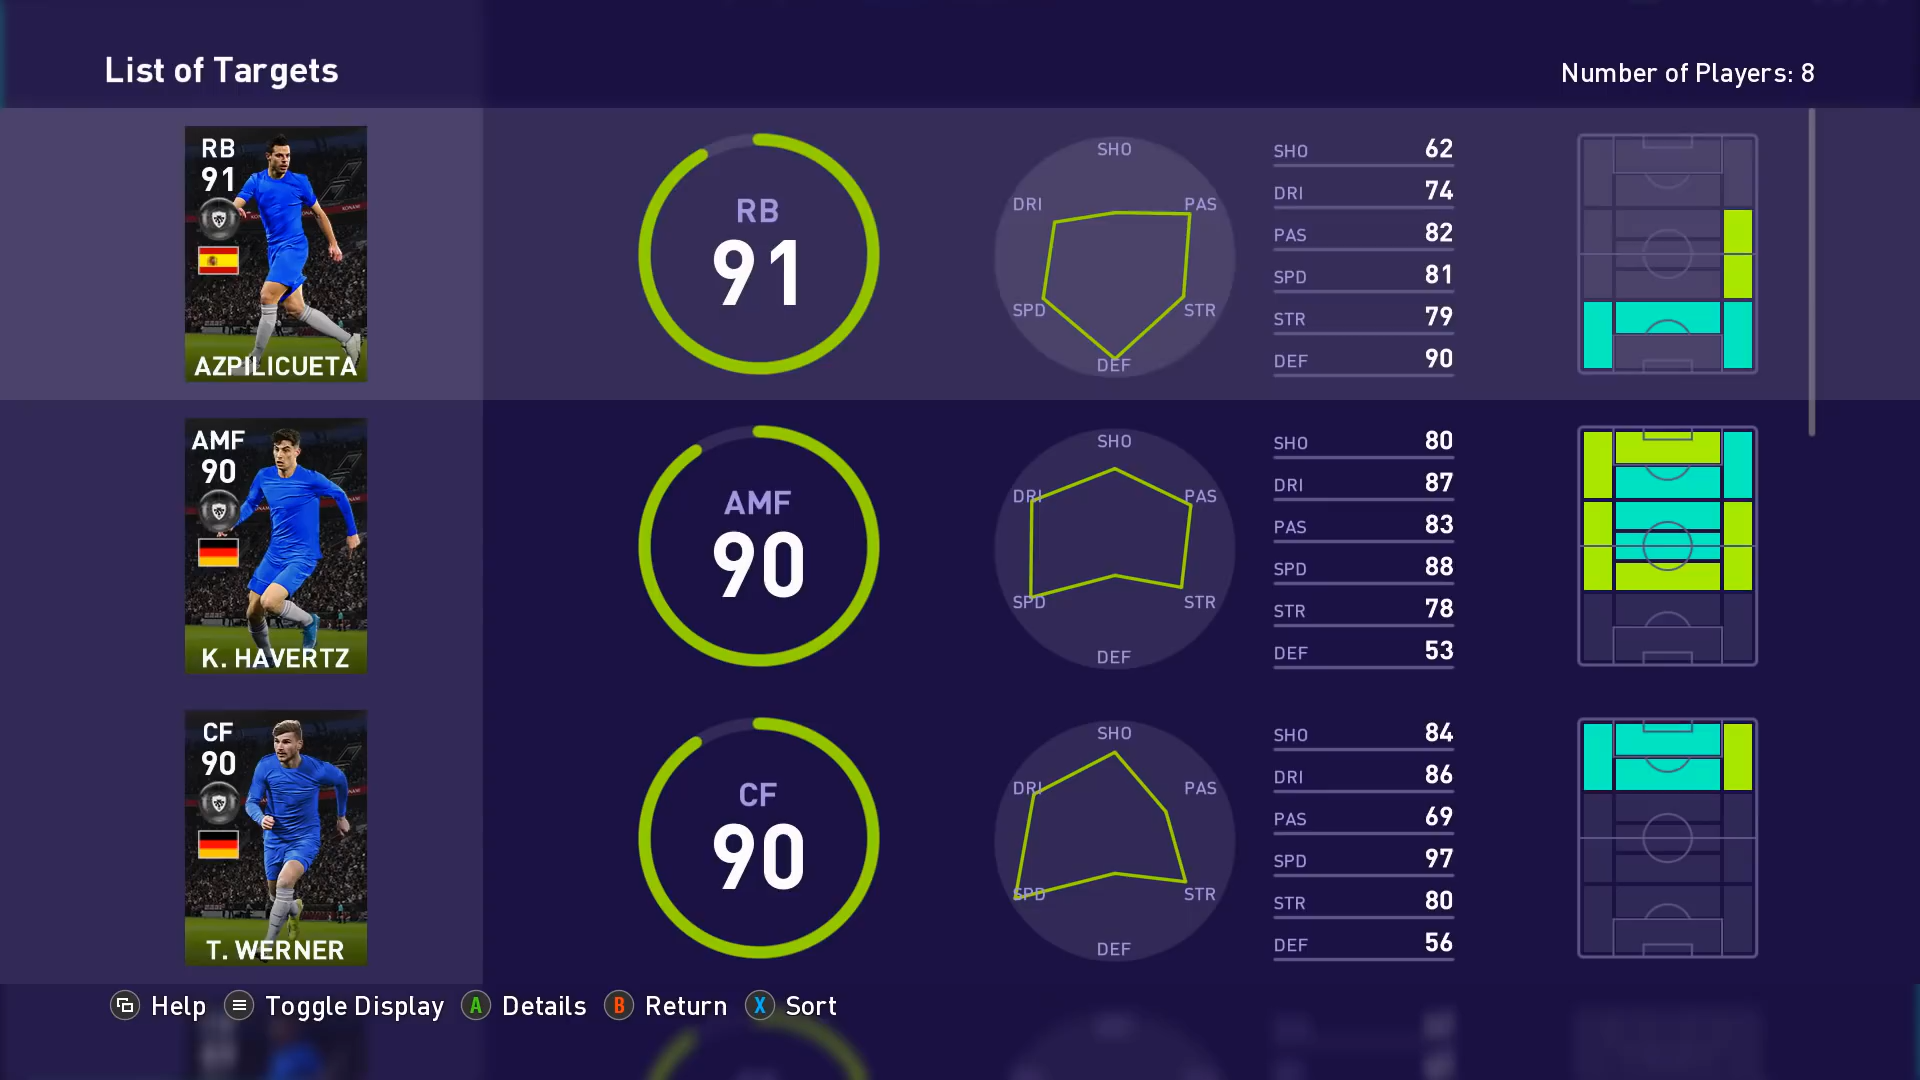 List of Targets
Number of Players: 8
RB
91
AZPILICUETA
RB
91
SHO
DRI
PAS
SPD
STR
DEF
SHO 62
DRI 74
PAS 82
SPD 81
STR 79
DEF 90
AMF
90
K. HAVERTZ
AMF
90
SHO
DRI
PAS
SPD
STR
DEF
SHO 80
DRI 87
PAS 83
SPD 88
STR 78
DEF 53
CF
90
T. WERNER
CF
90
SHO
DRI
PAS
SPD
STR
DEF
SHO 84
DRI 86
PAS 69
SPD 97
STR 80
DEF 56
Help
Toggle Display
A Details
B Return
X Sort